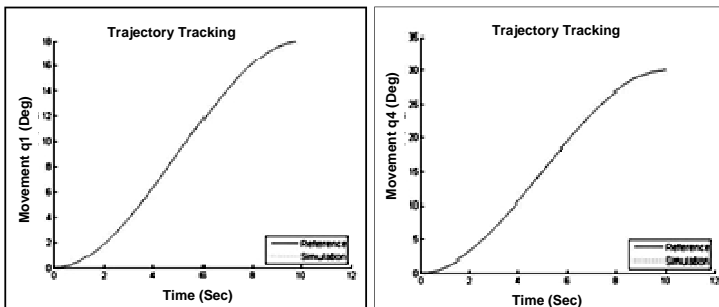 Trajectory Tracking
Movement q1 (Deg)
18
16
14
12
10
8
6
4
2
0
0 2 4 6 8 10 12
Time (Sec)
Reference
Simulation
Trajectory Tracking
Movement q4 (Deg)
35
30
25
20
15
10
5
0
0 2 4 6 8 10 12
Time (Sec)
Reference
Simulation